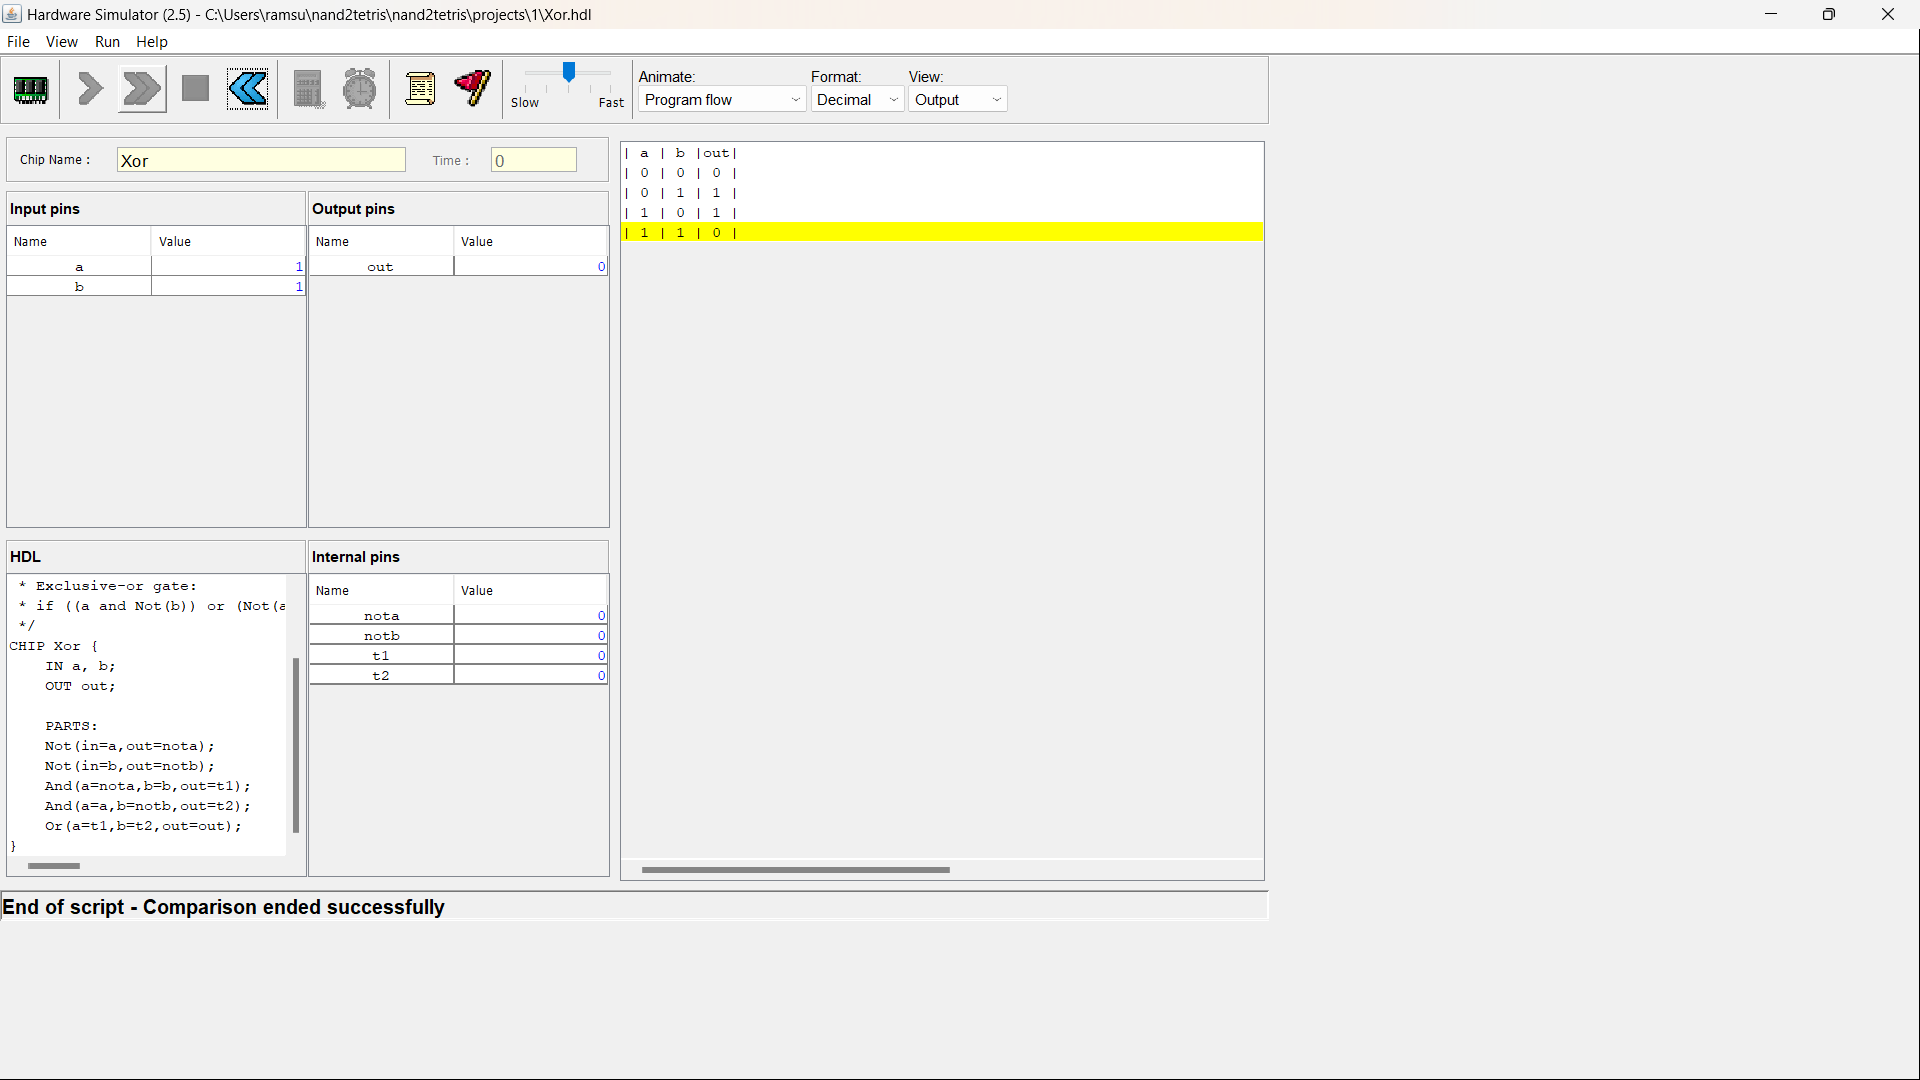 Hardware Simulator (2.5) - C:\Users\ramsu\nand2tetris\nand2tetris\projects\1\Xor.hdl
File View Run Help
Slow Fast
Animate: Format: View:
Program flow Decimal Output
Chip Name : Xor Time : 0
Input pins
Name Value
a 1
b 1
Output pins
Name Value
out 0
HDL
* Exclusive-or gate:
* if ((a and Not(b)) or (Not(a
*/
CHIP Xor {
IN a, b;
OUT out;
PARTS:
Not(in=a,out=nota);
Not(in=b,out=notb);
And(a=nota,b=b,out=t1);
And(a=a,b=notb,out=t2);
Or(a=t1,b=t2,out=out);
}
Internal pins
Name Value
nota 0
notb 0
t1 0
t2 0
| a | b |out|
| 0 | 0 | 0 |
| 0 | 1 | 1 |
| 1 | 0 | 1 |
| 1 | 1 | 0 |
End of script - Comparison ended successfully